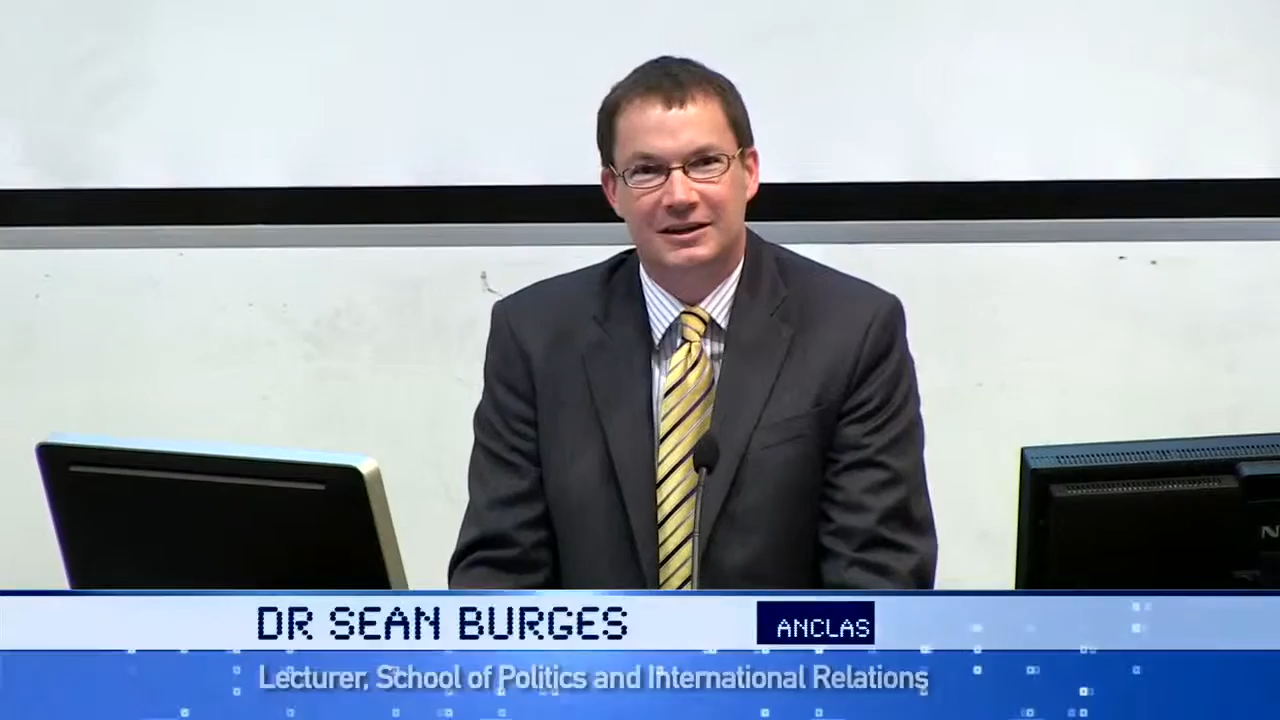 DR SEAN BURGES
ANCLAS
Lecturer, School of Politics and International Relations